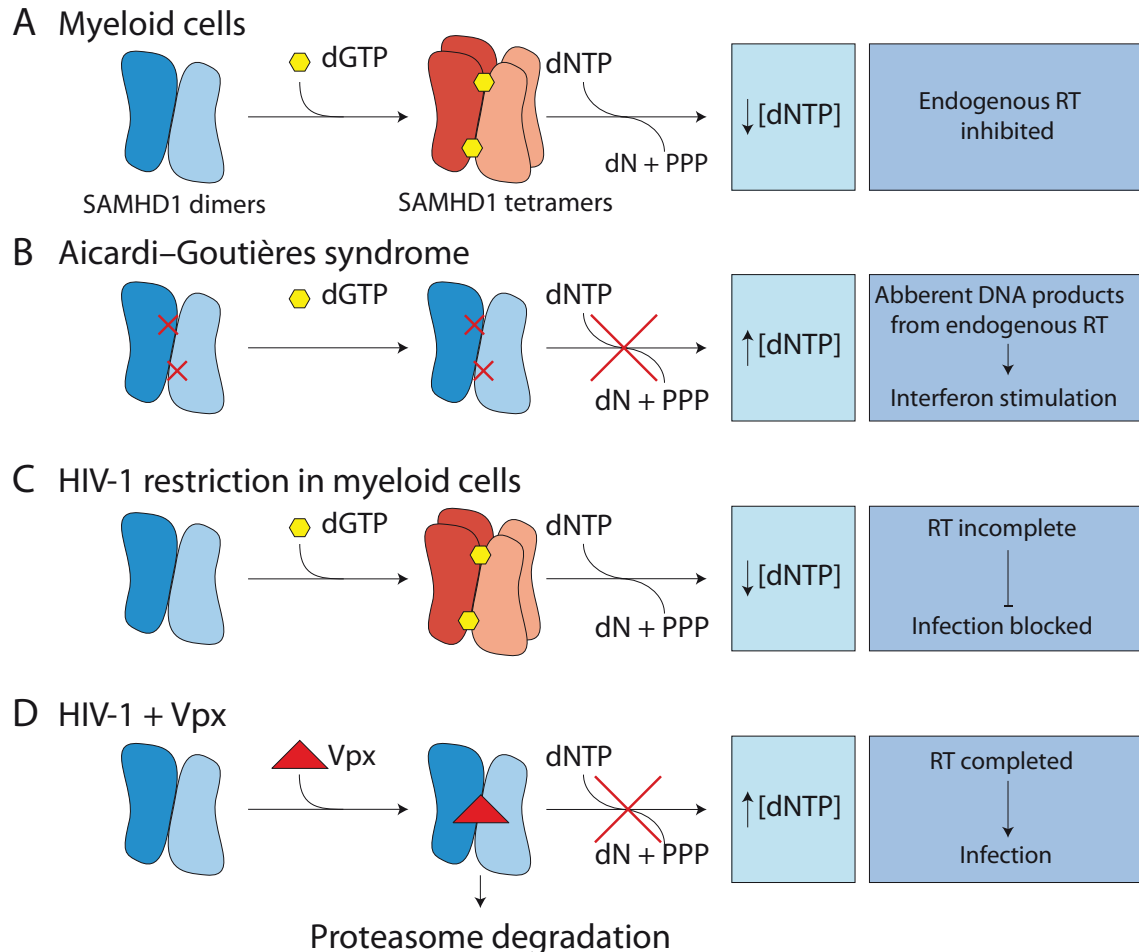 A Myeloid cells
dGTP
dNTP
dN + PPP
SAMHD1 dimers
SAMHD1 tetramers
↓ [dNTP]
Endogenous RT
inhibited
B Aicardi–Goutières syndrome
dGTP
dNTP
dN + PPP
↑ [dNTP]
Abberent DNA products
from endogenous RT
Interferon stimulation
C HIV-1 restriction in myeloid cells
dGTP
dNTP
dN + PPP
↓ [dNTP]
RT incomplete
Infection blocked
D HIV-1 + Vpx
Vpx
dNTP
dN + PPP
↑ [dNTP]
RT completed
Infection
Proteasome degradation